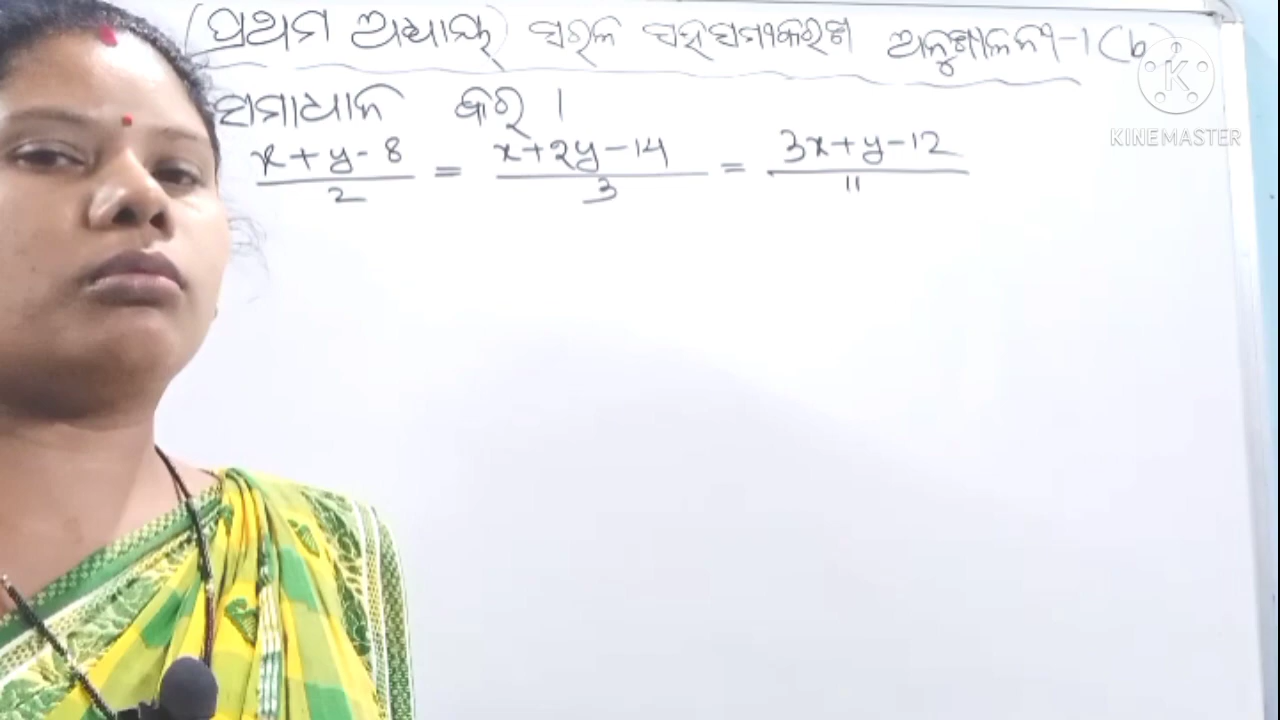 (ପ୍ରଥମ ଅଧ୍ୟାୟ) ସରଳ ସହସମୀକରଣ ଅନୁଶୀଳନୀ-1(b)
ସମାଧାନ କର ।
x+y-8/2 = x+2y-14/3 = 3x+y-12/11
KINEMASTER